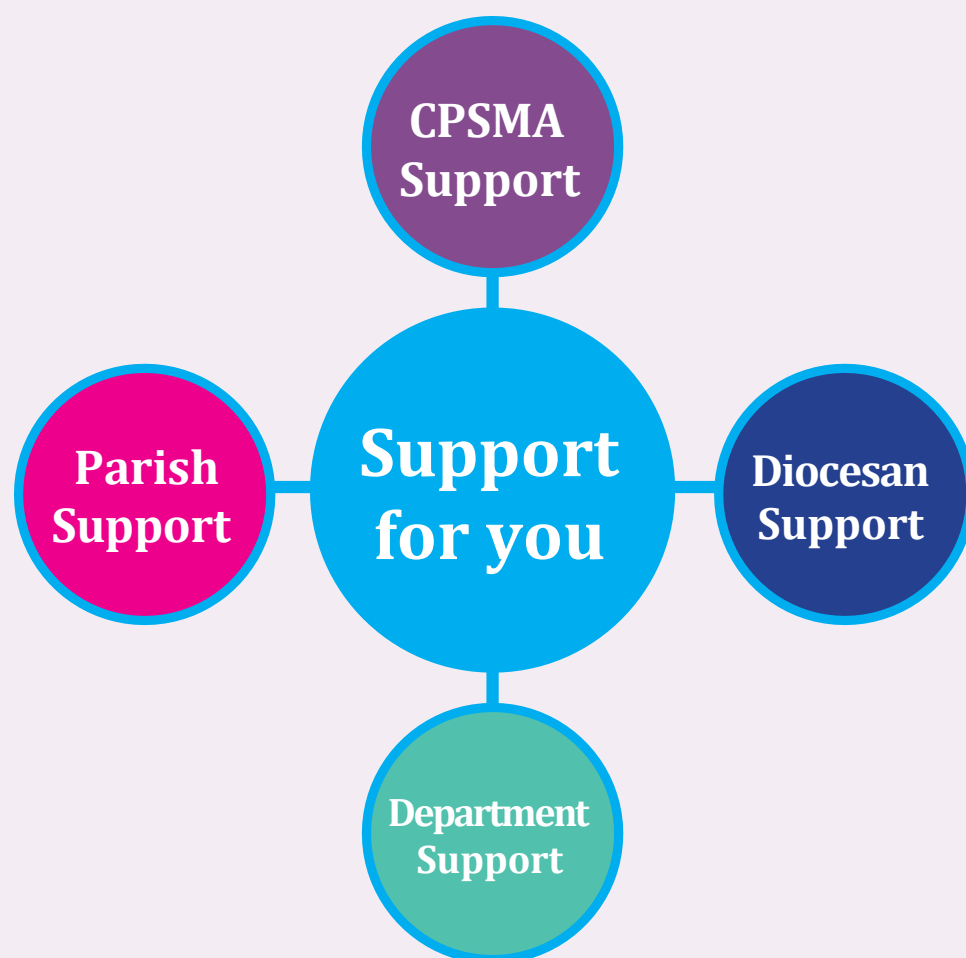 CPSMA
Support
Parish
Support
Support
for you
Diocesan
Support
Department
Support